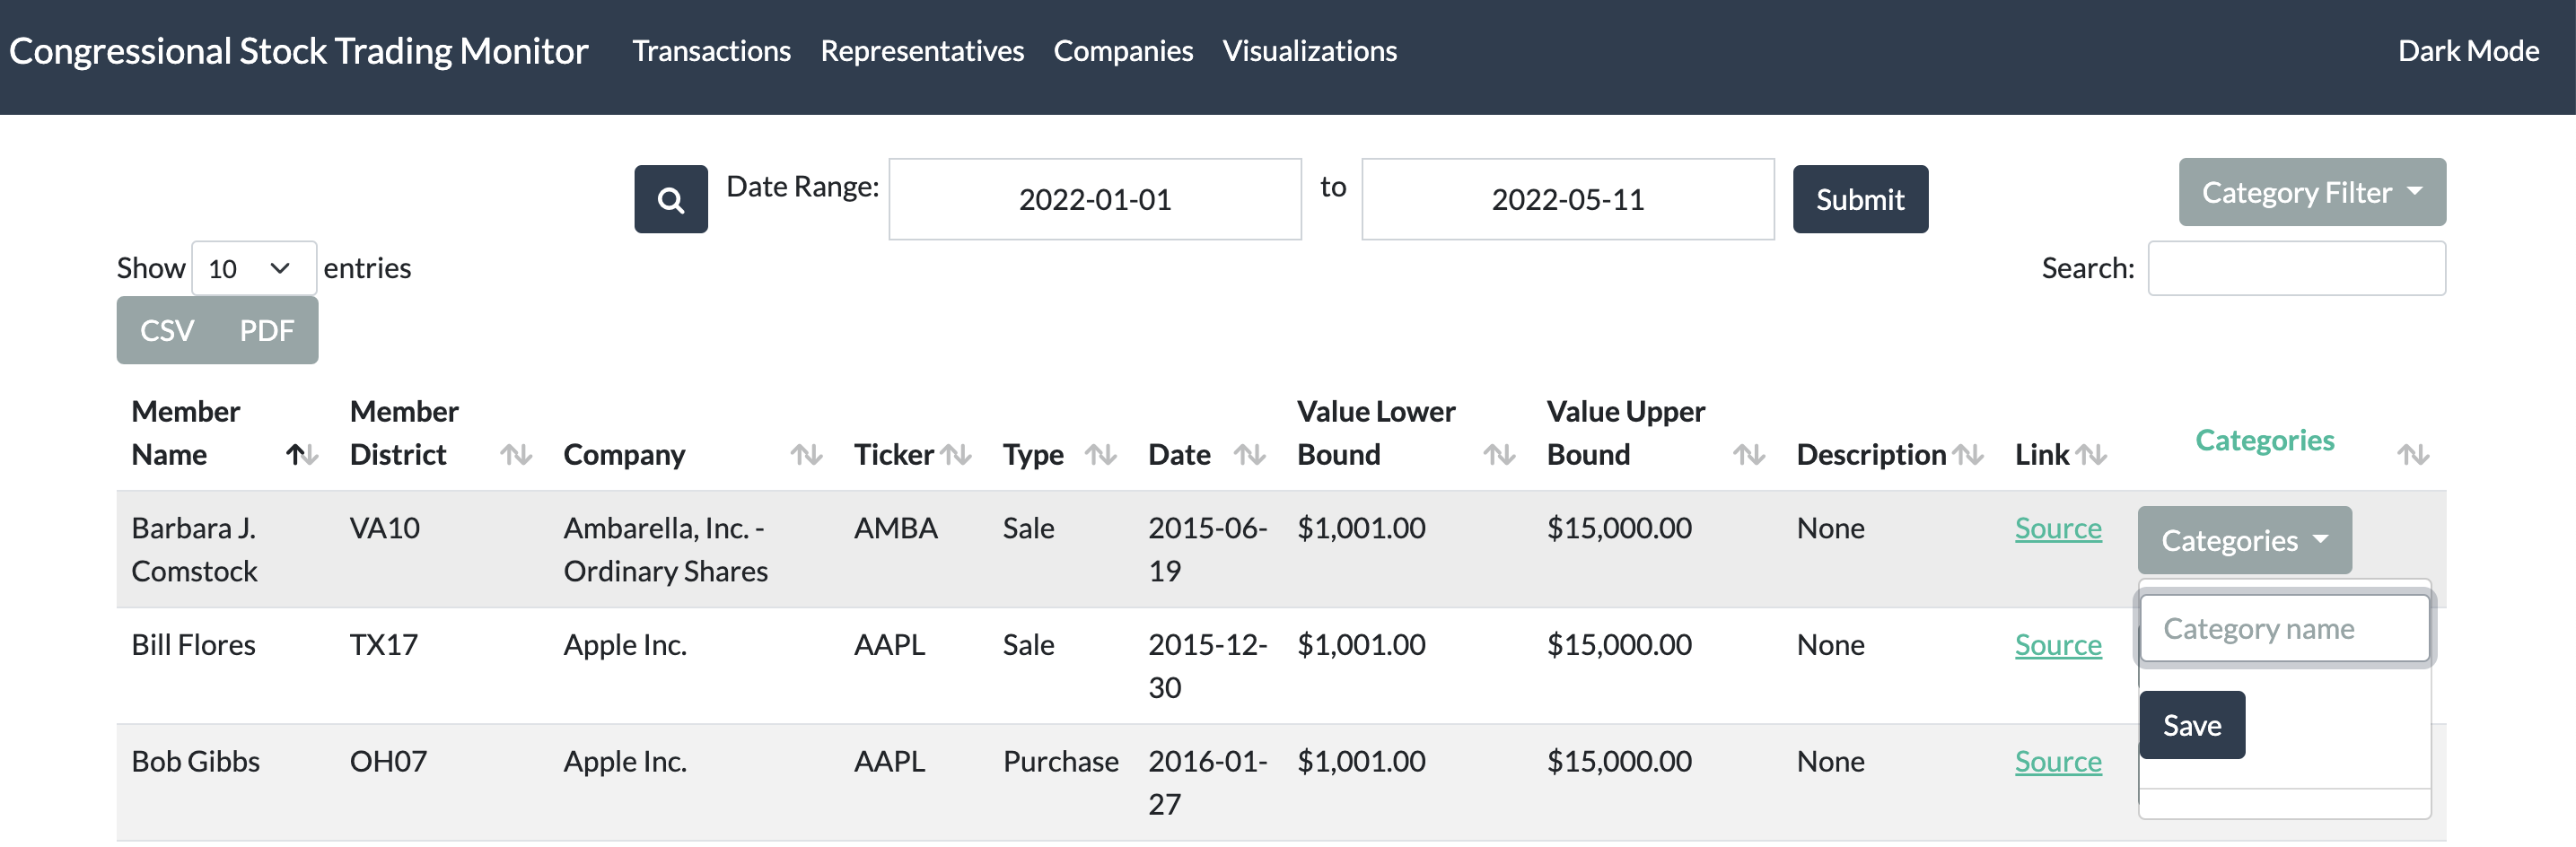 Congressional Stock Trading Monitor Transactions Representatives Companies Visualizations Dark Mode
Date Range: 2022-01-01 to 2022-05-11 Submit Category Filter
Show 10 entries Search:
CSV PDF
Member Name Member District Company Ticker Type Date Value Lower Bound Value Upper Bound Description Link Categories
Barbara J. Comstock VA10 Ambarella, Inc. - Ordinary Shares AMBA Sale 2015-06-19 $1,001.00 $15,000.00 None Source Categories
Category name
Bill Flores TX17 Apple Inc. AAPL Sale 2015-12-30 $1,001.00 $15,000.00 None Source
Save
Bob Gibbs OH07 Apple Inc. AAPL Purchase 2016-01-27 $1,001.00 $15,000.00 None Source